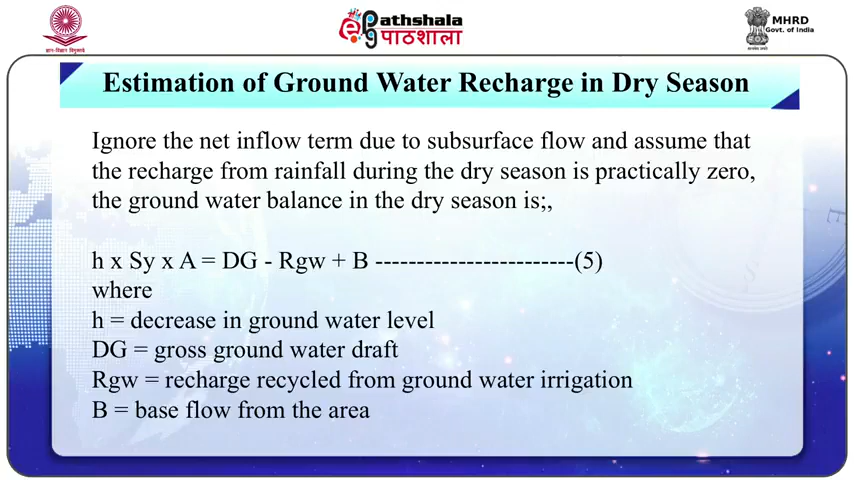 ePathshala
पाठशाला
MHRD
Govt. of India
Estimation of Ground Water Recharge in Dry Season
Ignore the net inflow term due to subsurface flow and assume that
the recharge from rainfall during the dry season is practically zero,
the ground water balance in the dry season is;,
h x Sy x A = DG - Rgw + B ------------------------(5)
where
h = decrease in ground water level
DG = gross ground water draft
Rgw = recharge recycled from ground water irrigation
B = base flow from the area